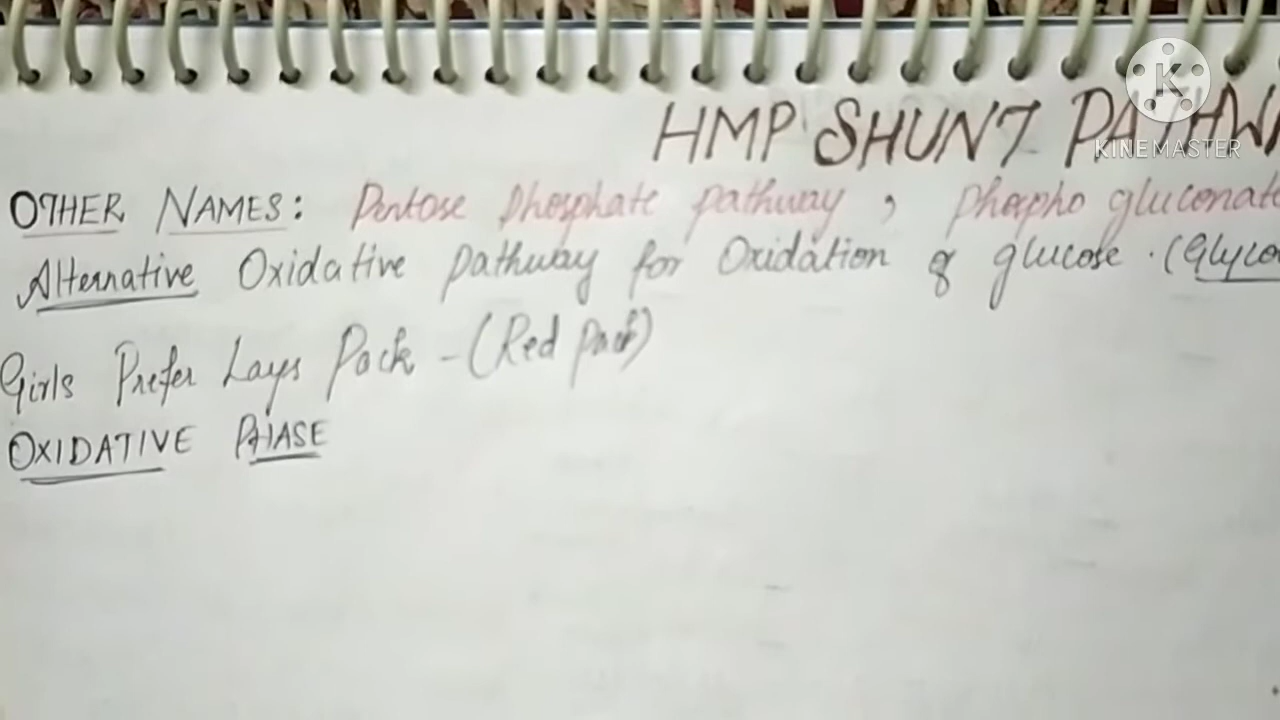 HMP SHUNT PATHWA
K
KINEMASTER
OTHER NAMES: Pentose phosphate pathway, phospho gluconate
Alternative Oxidative pathway for Oxidation of glucose. (Glyco
Girls Prefer Lays Pack - (Red pack)
OXIDATIVE PHASE